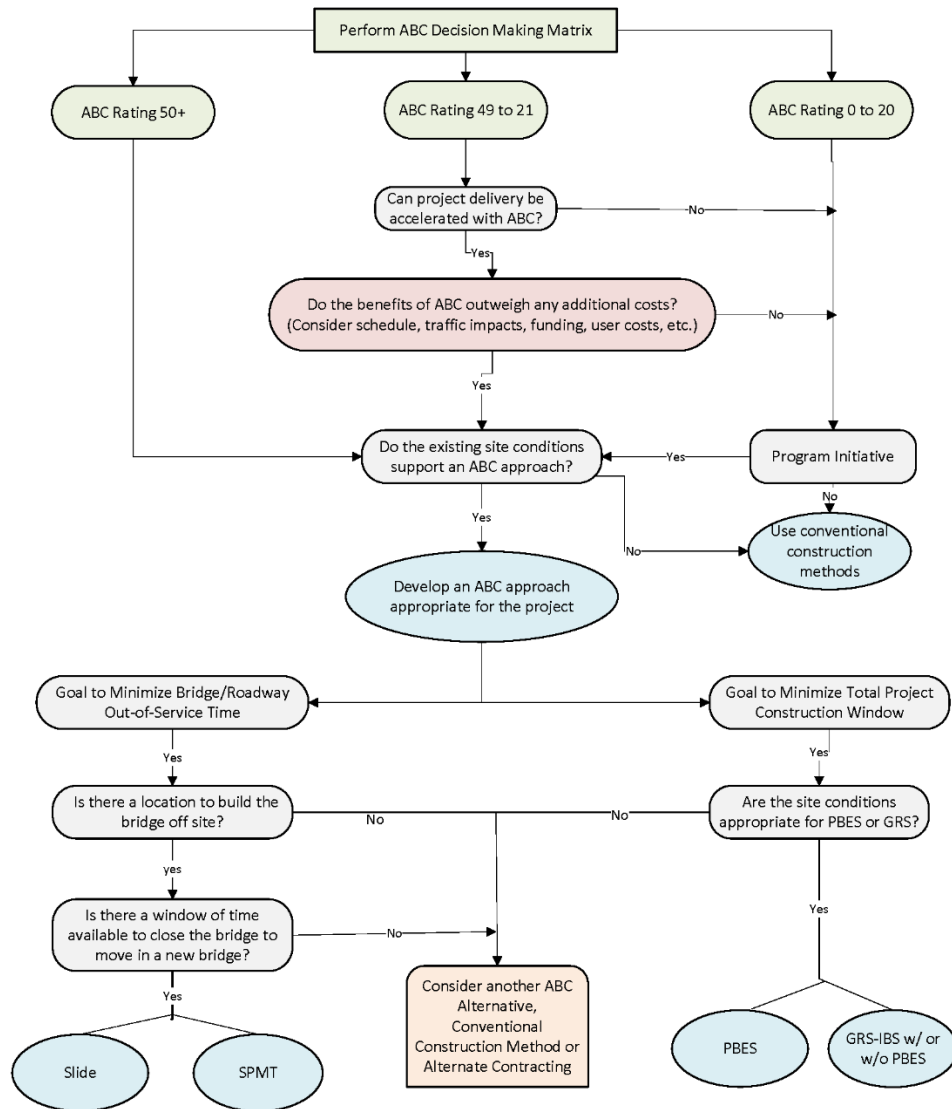 Perform ABC Decision Making Matrix
ABC Rating 50+
ABC Rating 49 to 21
ABC Rating 0 to 20
Can project delivery be
accelerated with ABC?
No
Yes
Do the benefits of ABC outweigh any additional costs?
(Consider schedule, traffic impacts, funding, user costs, etc.)
No
Yes
Do the existing site conditions
support an ABC approach?
Yes
Program Initiative
No
Yes
No
Use conventional
construction
methods
Develop an ABC approach
appropriate for the project
Goal to Minimize Bridge/Roadway
Out-of-Service Time
Goal to Minimize Total Project
Construction Window
Yes
Yes
Is there a location to build the
bridge off site?
No
No
Are the site conditions
appropriate for PBES or GRS?
yes
Yes
Is there a window of time
available to close the bridge to
move in a new bridge?
No
Yes
Consider another ABC
Alternative,
Conventional
Construction Method or
Alternate Contracting
Slide
SPMT
PBES
GRS-IBS w/ or
w/o PBES